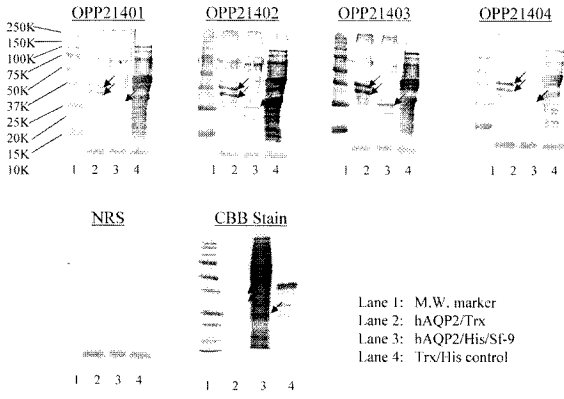 OPP21401 OPP21402 OPP21403 OPP21404
250K
150K
100K
75K
50K
37K
25K
20K
15K
10K
1 2 3 4 1 2 3 4 1 2 3 4 1 2 3 4
NRS CBB Stain
1 2 3 4 1 2 3 4
Lane 1: M.W. marker
Lane 2: hAQP2/Trx
Lane 3: hAQP2/His/Sf-9
Lane 4: Trx/His control